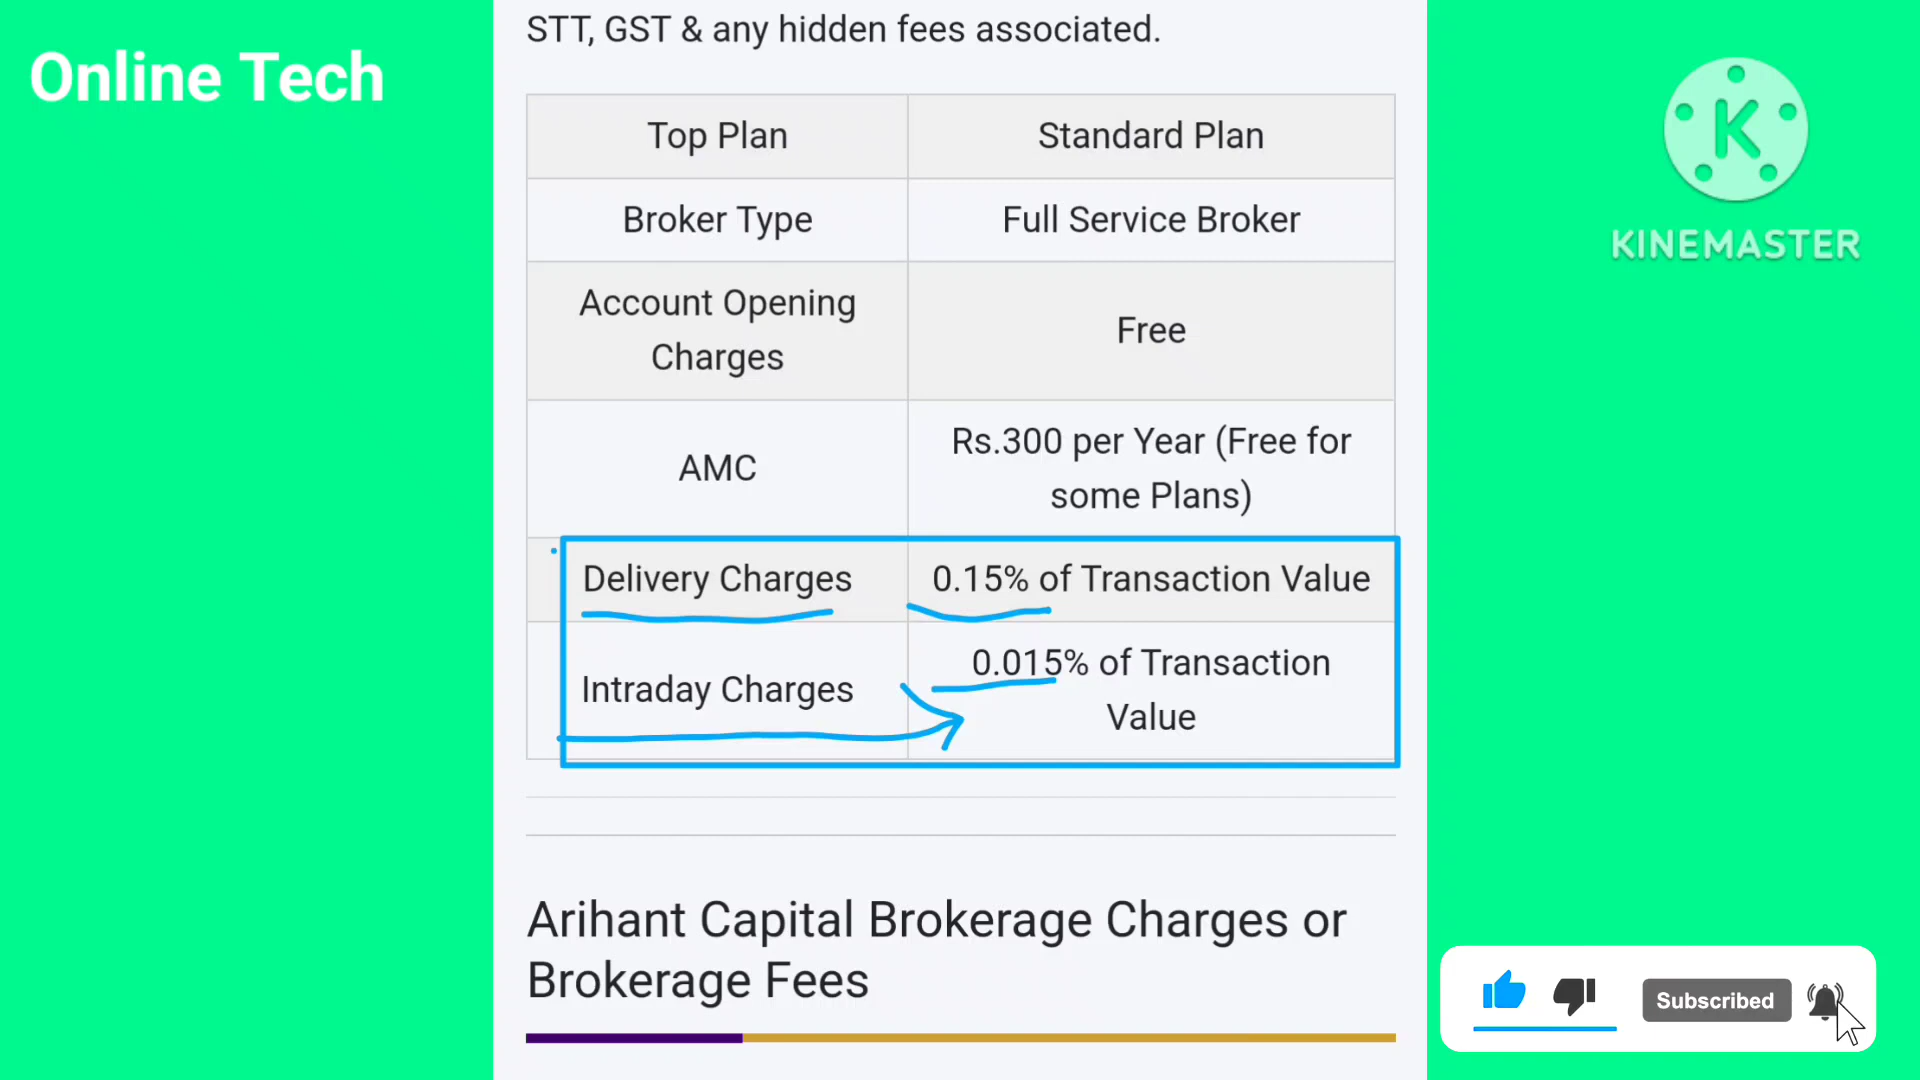 Online Tech
STT, GST & any hidden fees associated.
Top Plan
Standard Plan
Broker Type
Full Service Broker
Account Opening
Charges
Free
AMC
Rs.300 per Year (Free for
some Plans)
Delivery Charges
0.15% of Transaction Value
Intraday Charges
0.015% of Transaction
Value
Arihant Capital Brokerage Charges or
Brokerage Fees
K
KINEMASTER
Subscribed